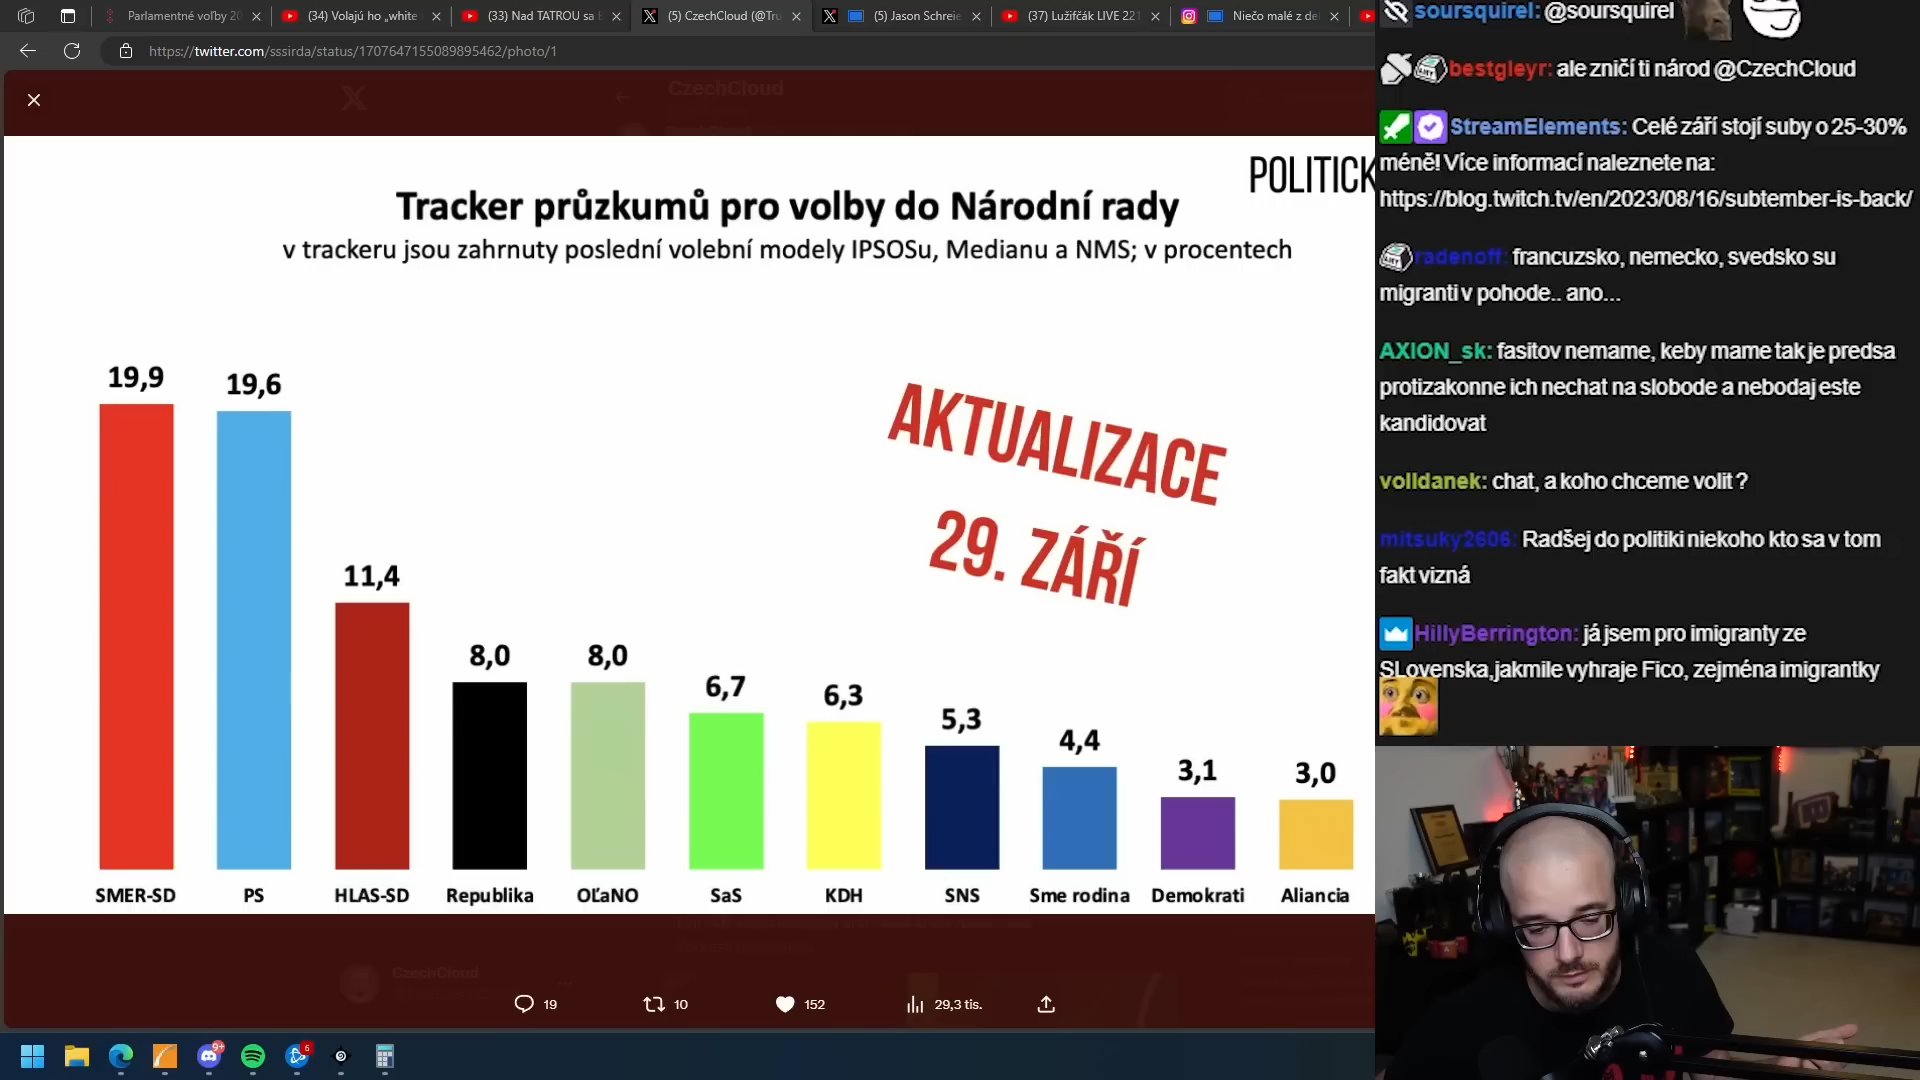 Parlamentné voľby 20
(34) Volajú ho „white
(33) Nad TATROU sa
(5) CzechCloud (@Tru
(5) Jason Schreie
(37) Lužifčák LIVE 221
Niečo malé z de
https://twitter.com/sssirda/status/1707647155089895462/photo/1
CzechCloud
POLITICK
Tracker průzkumů pro volby do Národní rady
v trackeru jsou zahrnuty poslední volební modely IPSOSu, Medianu a NMS; v procentech
19,9
19,6
11,4
8,0
8,0
6,7
6,3
5,3
4,4
3,1
3,0
AKTUALIZACE
29. ZÁŘÍ
SMER-SD
PS
HLAS-SD
Republika
OĽaNO
SaS
KDH
SNS
Sme rodina
Demokrati
Aliancia
CzechCloud
19
10
152
29,3 tis.
9+
6
soursquirel: @soursquirel
bestgleyr: ale zničí ti národ @CzechCloud
StreamElements: Celé září stojí suby o 25-30%
méně! Více informací naleznete na:
https://blog.twitch.tv/en/2023/08/16/subtember-is-back/
radenoff: francuzsko, nemecko, svedsko su
migranti v pohode.. ano...
AXION_sk: fasitov nemame, keby mame tak je predsa
protizakonne ich nechat na slobode a nebodaj este
kandidovat
volldanek: chat, a koho chceme volit ?
mitsuky2606: Radšej do politiki niekoho kto sa v tom
fakt vizná
HillyBerrington: já jsem pro imigranty ze
SLovenska,jakmile vyhraje Fico, zejména imigrantky